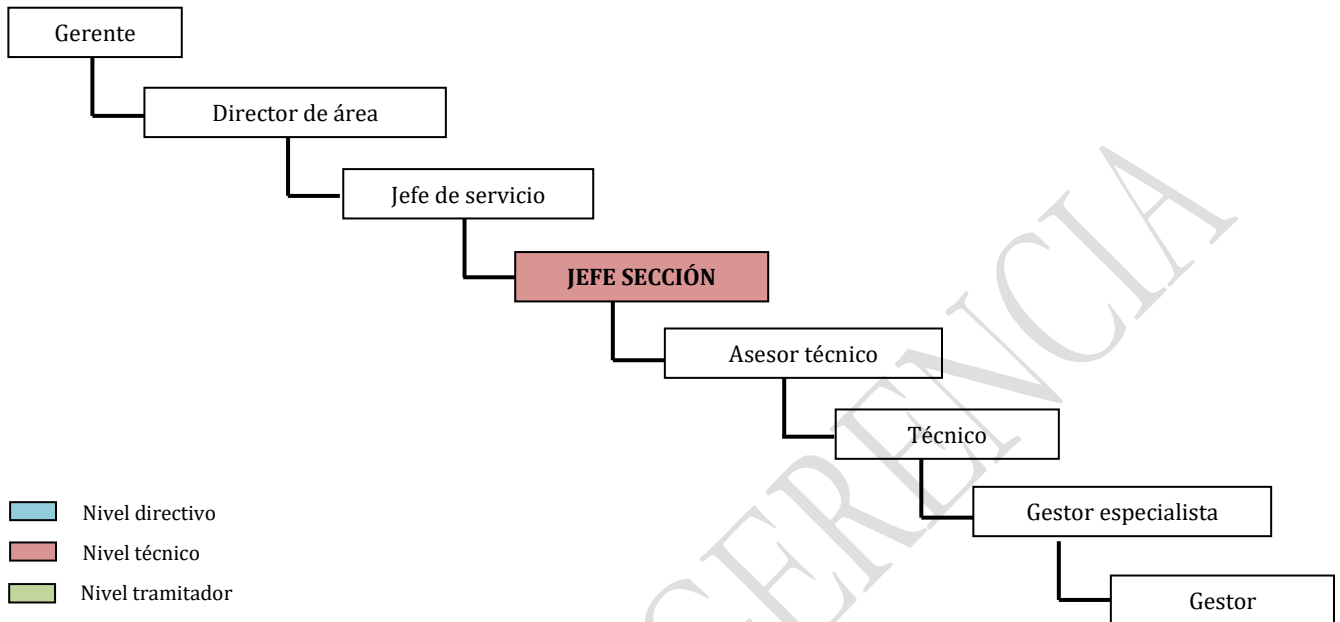 Gerente
Director de área
Jefe de servicio
JEFE SECCIÓN
Asesor técnico
Técnico
Gestor especialista
Gestor
Nivel directivo
Nivel técnico
Nivel tramitador
GERENCIA